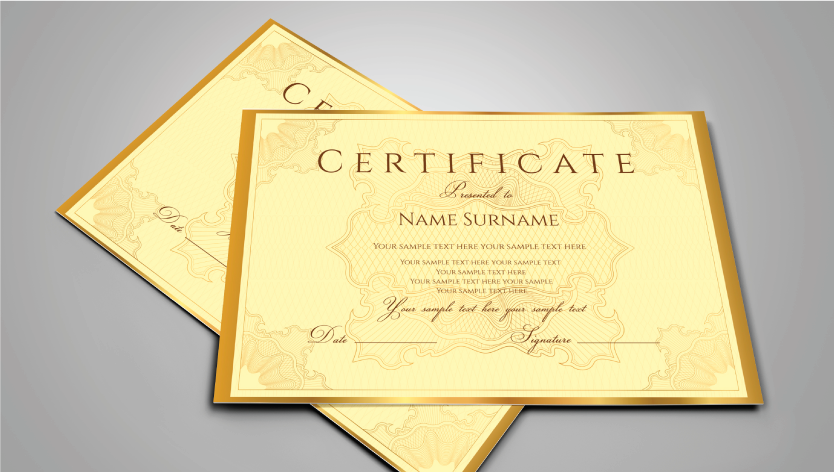 CERTIFICATE
Presented to
NAME SURNAME
YOUR SAMPLE TEXT HERE YOUR SAMPLE TEXT HERE
YOUR SAMPLE TEXT HERE YOUR SAMPLE TEXT
YOUR SAMPLE TEXT HERE
YOUR SAMPLE TEXT HERE YOUR SAMPLE
YOUR SAMPLE TEXT HERE
Your sample text here your sample text
Date Signature
CE
Date